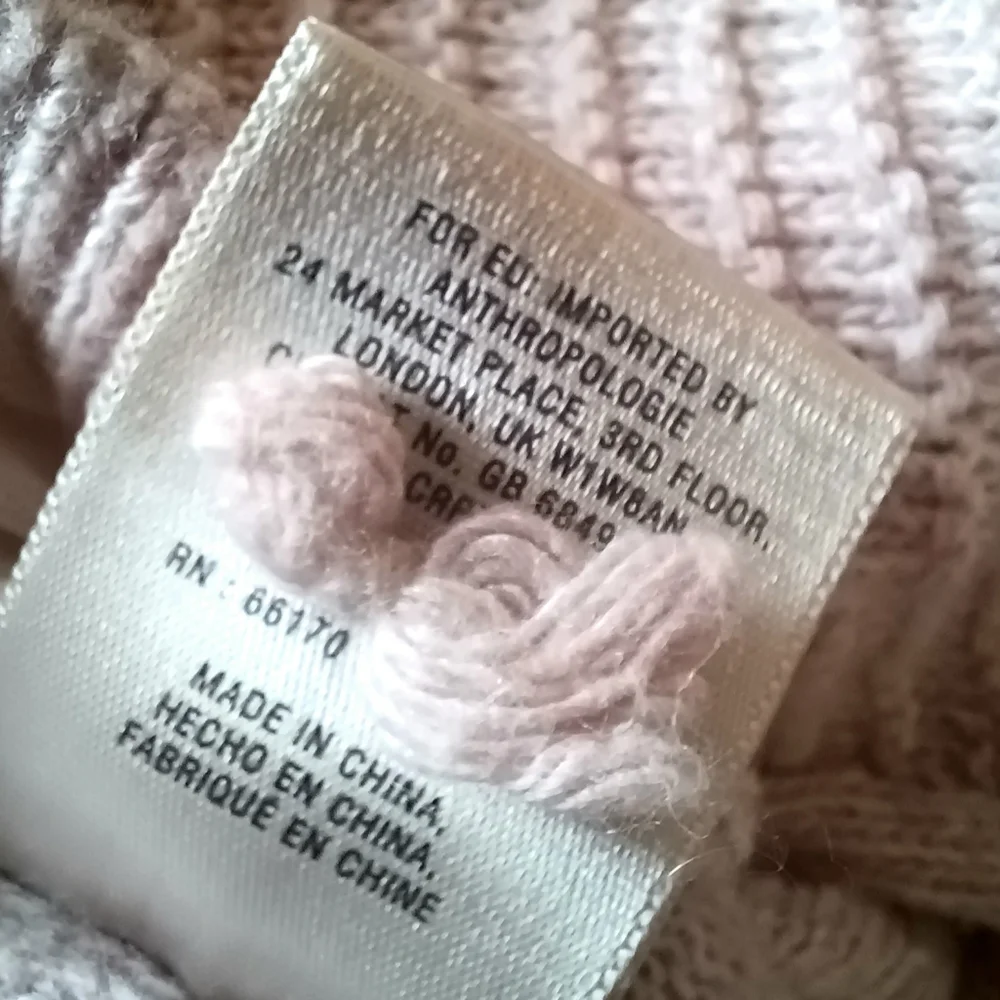 FOR EU: IMPORTED BY
ANTHROPOLOGIE
24 MARKET PLACE, 3RD FLOOR,
LONDON, UK W1W8AN
No. GB 6849
RN : 66170
MADE IN CHINA,
HECHO EN CHINA,
FABRIQUÉ EN CHINE